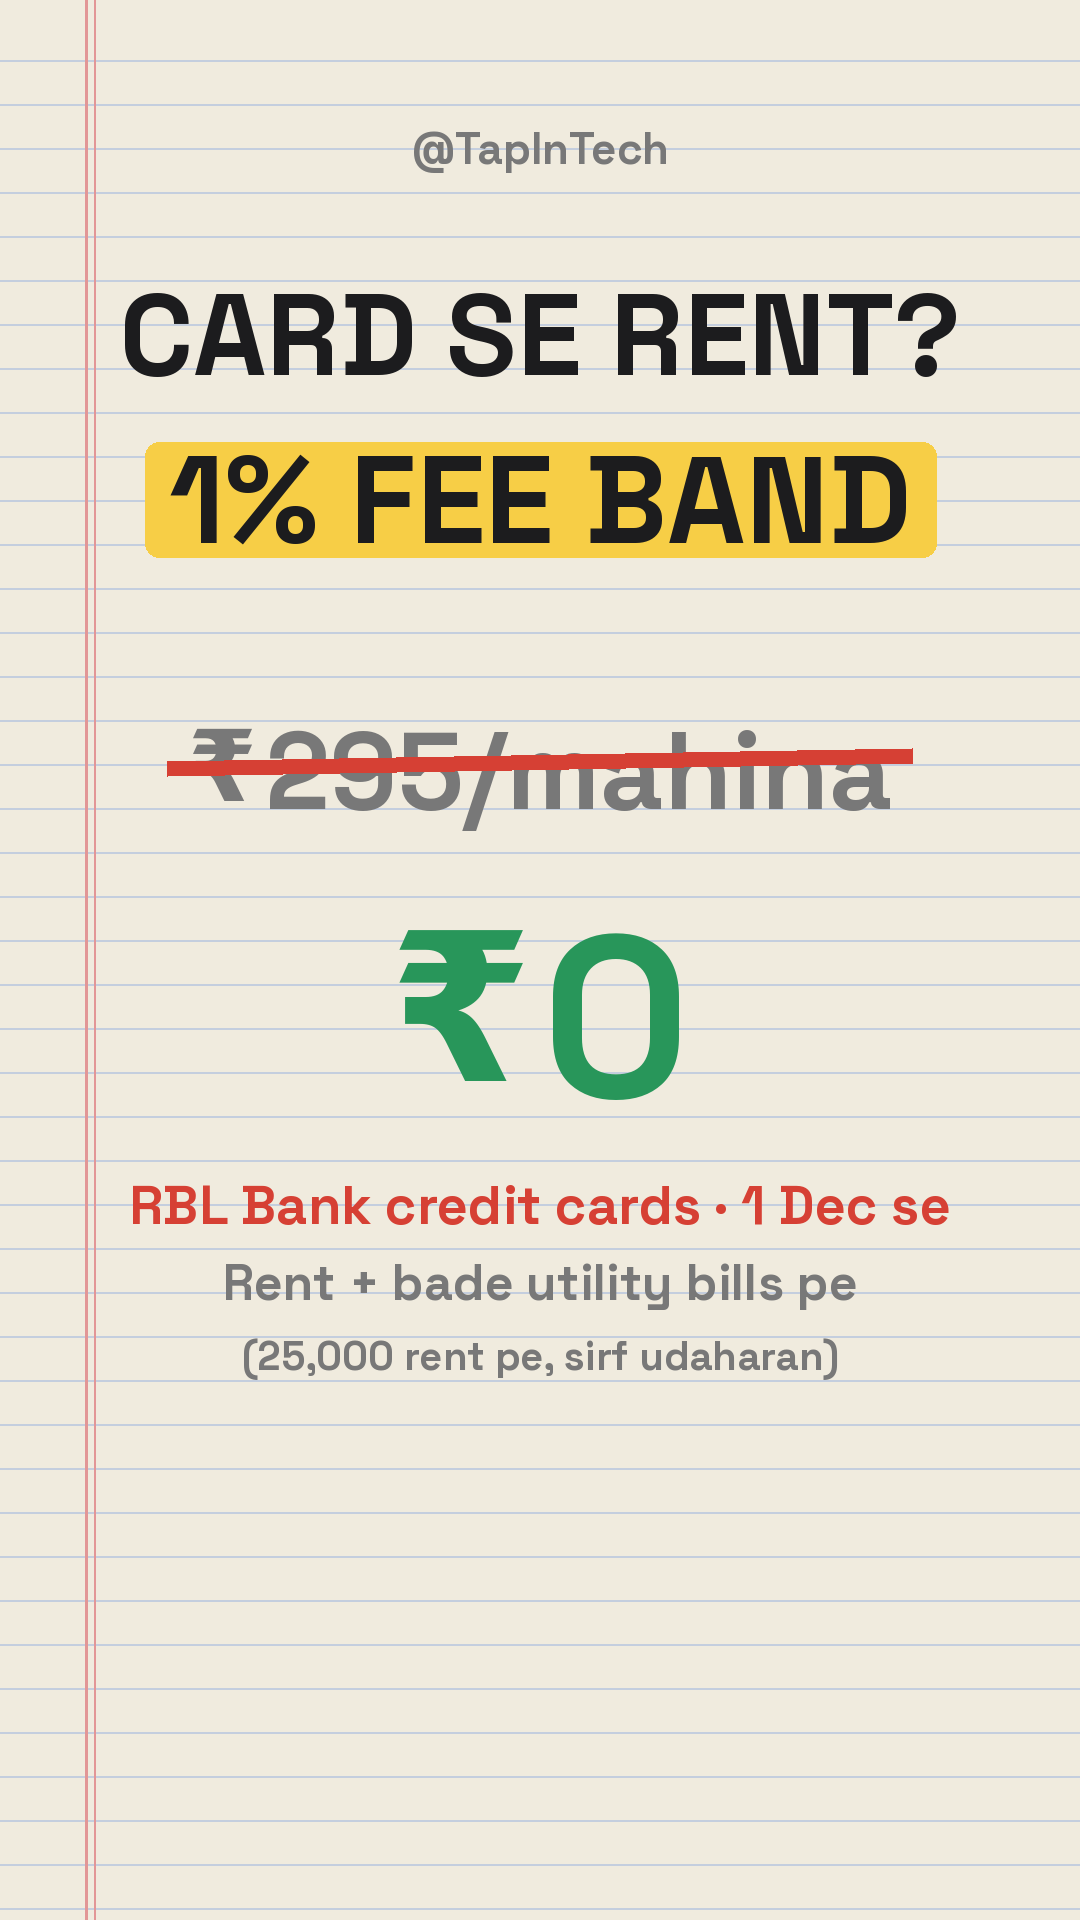 @TapInTech
CARD SE RENT?
1% FEE BAND
₹295/mahina
₹0
RBL Bank credit cards · 1 Dec se
Rent + bade utility bills pe
(25,000 rent pe, sirf udaharan)